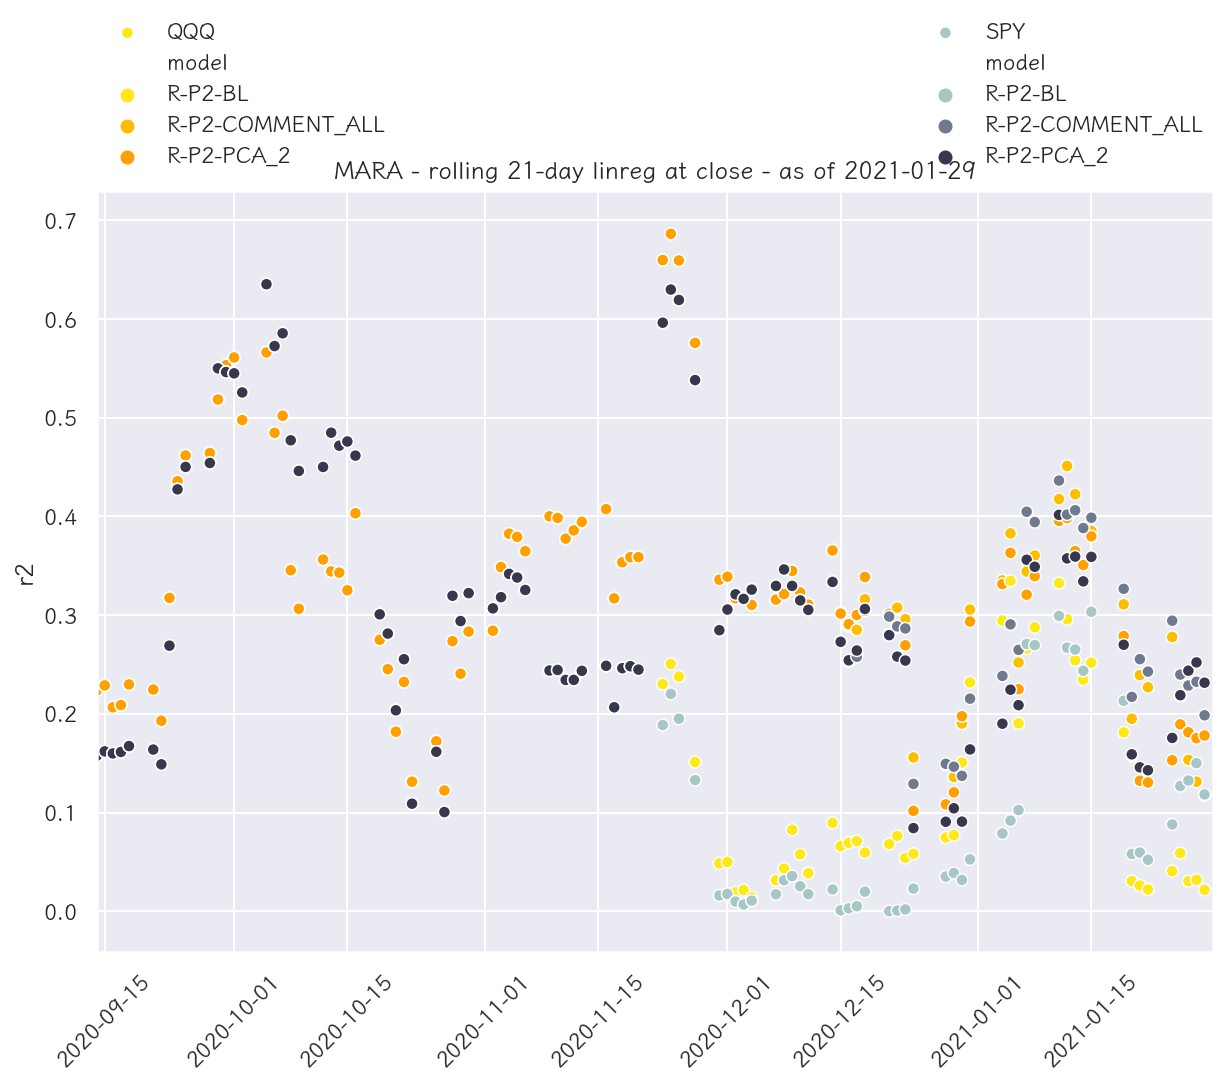 QQQ
model
R-P2-BL
R-P2-COMMENT_ALL
R-P2-PCA_2
SPY
model
R-P2-BL
R-P2-COMMENT_ALL
R-P2-PCA_2
MARA - rolling 21-day linreg at close - as of 2021-01-29
0.7
0.6
0.5
0.4
0.3
0.2
0.1
0.0
r2
2020-09-15
2020-10-01
2020-10-15
2020-11-01
2020-11-15
2020-12-01
2020-12-15
2021-01-01
2021-01-15